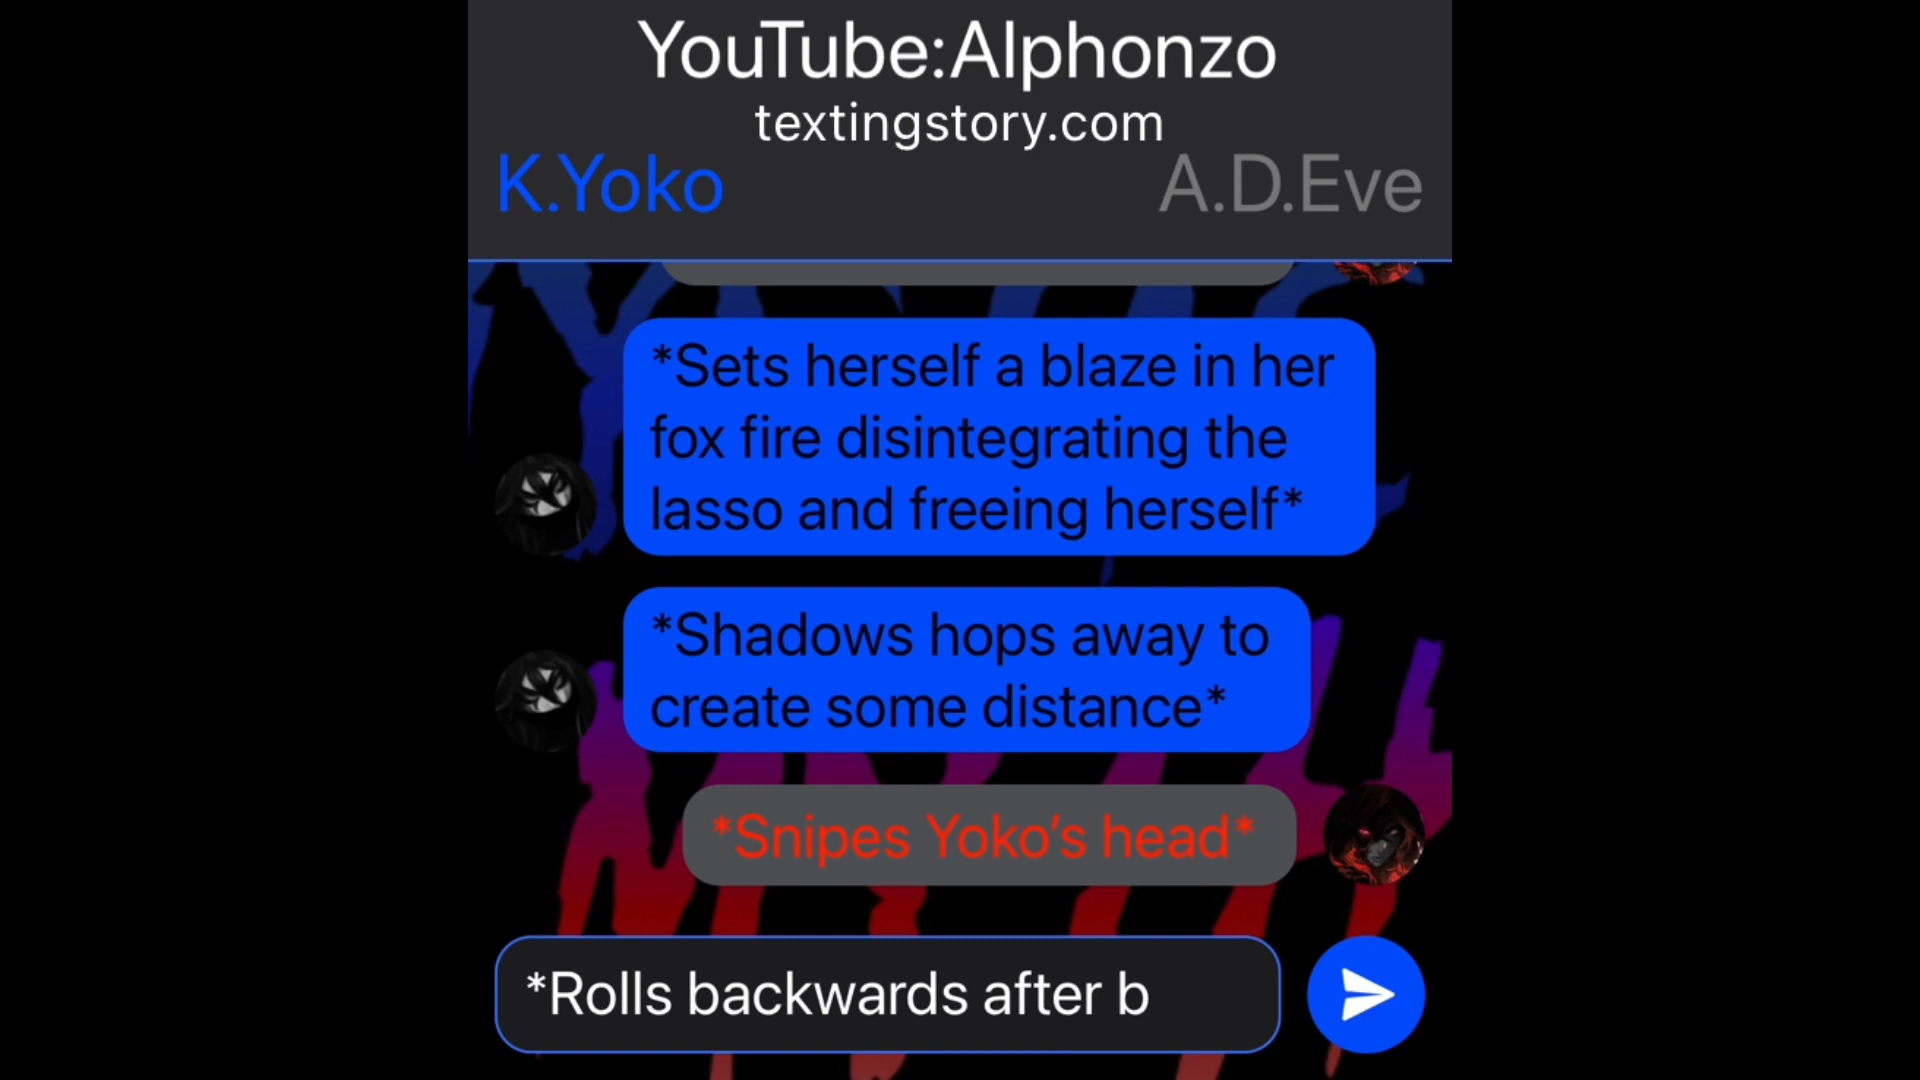 YouTube:Alphonzo
textingstory.com
K.Yoko
A.D.Eve
*Sets herself a blaze in her
fox fire disintegrating the
lasso and freeing herself*
*Shadows hops away to
create some distance*
*Snipes Yoko’s head*
*Rolls backwards after b